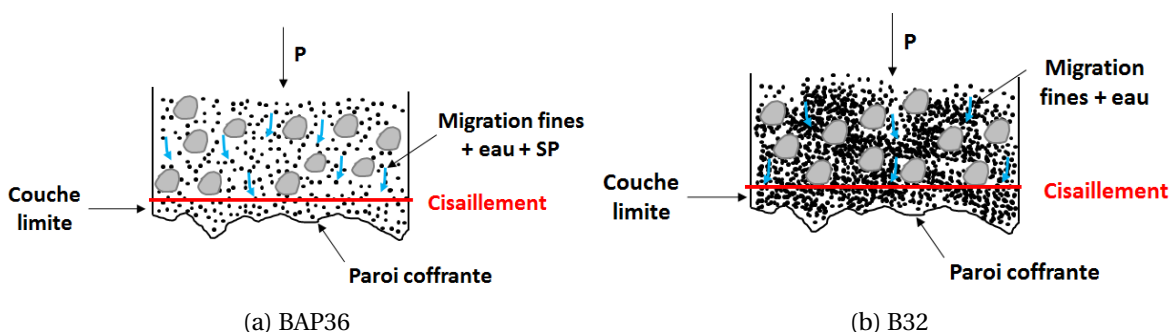 P
Migration fines
+ eau + SP
Couche
limite
Cisaillement
Paroi coffrante
(a) BAP36
P
Migration
fines + eau
Couche
limite
Cisaillement
Paroi coffrante
(b) B32